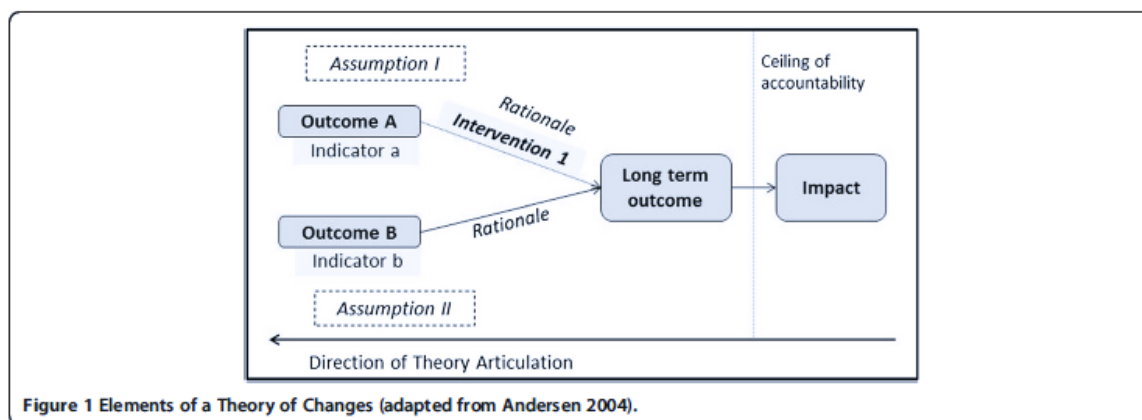 Assumption I
Ceiling of
accountability
Outcome A
Indicator a
Rationale
Intervention 1
Long term
outcome
Impact
Outcome B
Indicator b
Rationale
Assumption II
Direction of Theory Articulation
Figure 1 Elements of a Theory of Changes (adapted from Andersen 2004).